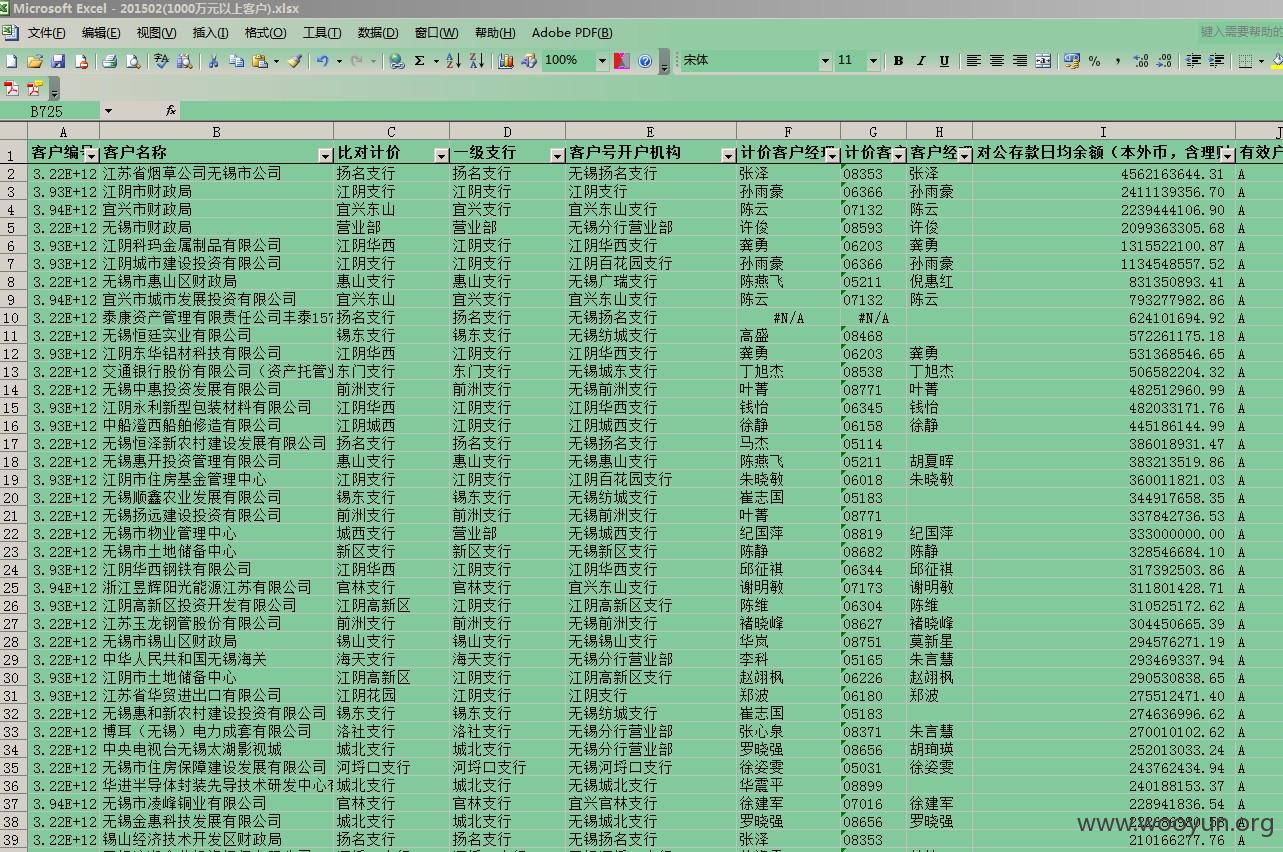 Microsoft Excel - 201502(1000万元以上客户).xlsx
文件(F) 编辑(E) 视图(V) 插入(I) 格式(O) 工具(T) 数据(D) 窗口(W) 帮助(H) Adobe PDF(B) 键入需要帮助的
100% 宋体 11 B I U
B725 fx
A B C D E F G H I J
1 客户编号 客户名称 比对计价 一级支行 客户号开户机构 计价客户经理 计价客户 客户经理 对公存款日均余额（本外币，含理财 有效户
2 3.22E+12 江苏省烟草公司无锡市公司 扬名支行 扬名支行 无锡扬名支行 张泽 08353 张泽 4562163644.31 A
3 3.93E+12 江阴市财政局 江阴支行 江阴支行 江阴支行 孙雨豪 06366 孙雨豪 2411139356.70 A
4 3.94E+12 宜兴市财政局 宜兴东山 宜兴支行 宜兴东山支行 陈云 07132 陈云 2239444106.90 A
5 3.22E+12 无锡市财政局 营业部 营业部 无锡分行营业部 许俊 08593 许俊 2099363305.68 A
6 3.93E+12 江阴科玛金属制品有限公司 江阴华西 江阴支行 江阴华西支行 龚勇 06203 龚勇 1315522100.87 A
7 3.93E+12 江阴城市建设投资有限公司 江阴支行 江阴支行 江阴百花园支行 孙雨豪 06366 孙雨豪 1134548557.52 A
8 3.22E+12 无锡市惠山区财政局 惠山支行 惠山支行 无锡广瑞支行 陈燕飞 05211 倪惠红 831350893.41 A
9 3.94E+12 宜兴市城市发展投资有限公司 宜兴东山 宜兴支行 宜兴东山支行 陈云 07132 陈云 793277982.86 A
10 3.22E+12 泰康资产管理有限责任公司丰泰157 扬名支行 扬名支行 无锡扬名支行 #N/A #N/A 624101694.92 A
11 3.22E+12 无锡恒廷实业有限公司 锡东支行 锡东支行 无锡纺城支行 高盛 08468 572261175.18 A
12 3.93E+12 江阴东华铝材科技有限公司 江阴华西 江阴支行 江阴华西支行 龚勇 06203 龚勇 531368546.65 A
13 3.22E+12 交通银行股份有限公司（资产托管业 东门支行 东门支行 无锡城东支行 丁旭杰 08538 丁旭杰 506582204.32 A
14 3.22E+12 无锡中惠投资发展有限公司 前洲支行 前洲支行 无锡前洲支行 叶菁 08771 叶菁 482512960.99 A
15 3.93E+12 江阴永利新型包装材料有限公司 江阴华西 江阴支行 江阴华西支行 钱怡 06345 钱怡 482033171.76 A
16 3.93E+12 中船澄西船舶修造有限公司 江阴城西 江阴支行 江阴城西支行 徐静 06158 徐静 445186144.99 A
17 3.22E+12 无锡恒泽新农村建设发展有限公司 扬名支行 扬名支行 无锡扬名支行 马杰 05114 386018931.47 A
18 3.22E+12 无锡惠开投资管理有限公司 惠山支行 惠山支行 无锡惠山支行 陈燕飞 05211 胡夏晖 383213519.86 A
19 3.93E+12 江阴市住房基金管理中心 江阴支行 江阴支行 江阴百花园支行 朱晓敏 06018 朱晓敏 360011821.03 A
20 3.22E+12 无锡顺鑫农业发展有限公司 锡东支行 锡东支行 无锡纺城支行 崔志国 05183 344917658.35 A
21 3.22E+12 无锡扬远建设投资有限公司 前洲支行 前洲支行 无锡前洲支行 叶菁 08771 337842736.53 A
22 3.22E+12 无锡市物业管理中心 城西支行 营业部 无锡城西支行 纪国萍 08819 纪国萍 333000000.00 A
23 3.22E+12 无锡市土地储备中心 新区支行 新区支行 无锡新区支行 陈静 08682 陈静 328546684.10 A
24 3.93E+12 江阴华西钢铁有限公司 江阴华西 江阴支行 江阴华西支行 邱征祺 06344 邱征祺 317392503.86 A
25 3.94E+12 浙江昱辉阳光能源江苏有限公司 官林支行 官林支行 宜兴东山支行 谢明敏 07173 谢明敏 311801428.71 A
26 3.93E+12 江阴高新区投资开发有限公司 江阴高新区 江阴支行 江阴高新区支行 陈维 06304 陈维 310525172.62 A
27 3.22E+12 江苏玉龙钢管股份有限公司 前洲支行 前洲支行 无锡前洲支行 褚晓峰 08627 褚晓峰 304450665.39 A
28 3.22E+12 无锡市锡山区财政局 锡山支行 锡山支行 无锡锡山支行 华岚 08751 莫新星 294576271.19 A
29 3.22E+12 中华人民共和国无锡海关 海天支行 海天支行 无锡分行营业部 李科 05165 朱言慧 293469337.94 A
30 3.93E+12 江阴市土地储备中心 江阴高新区 江阴支行 江阴高新区支行 赵翊枫 06226 赵翊枫 290530838.65 A
31 3.93E+12 江苏省华贸进出口有限公司 江阴花园 江阴支行 江阴支行 郑波 06180 郑波 275512471.40 A
32 3.22E+12 无锡惠和新农村建设投资有限公司 锡东支行 锡东支行 无锡纺城支行 崔志国 05183 274636996.62 A
33 3.22E+12 博耳（无锡）电力成套有限公司 洛社支行 洛社支行 无锡分行营业部 张心泉 08371 朱言慧 270010102.62 A
34 3.22E+12 中央电视台无锡太湖影视城 城北支行 城北支行 无锡分行营业部 罗晓强 08656 胡珣瑛 252013033.24 A
35 3.22E+12 无锡市住房保障建设发展有限公司 河埒口支行 河埒口支行 无锡河埒口支行 徐姿雯 05031 徐姿雯 243762434.94 A
36 3.22E+12 华进半导体封装先导技术研发中心有 城北支行 城北支行 无锡城北支行 华震平 08899 240188153.37 A
37 3.94E+12 无锡市凌峰铜业有限公司 官林支行 官林支行 宜兴官林支行 徐建军 07016 徐建军 228941836.54 A
38 3.22E+12 无锡金惠科技发展有限公司 城北支行 城北支行 无锡城北支行 罗晓强 08656 罗晓强 A
39 3.22E+12 锡山经济技术开发区财政局 扬名支行 扬名支行 无锡扬名支行 张泽 08353 210166277.76 A
www.wooyun.org